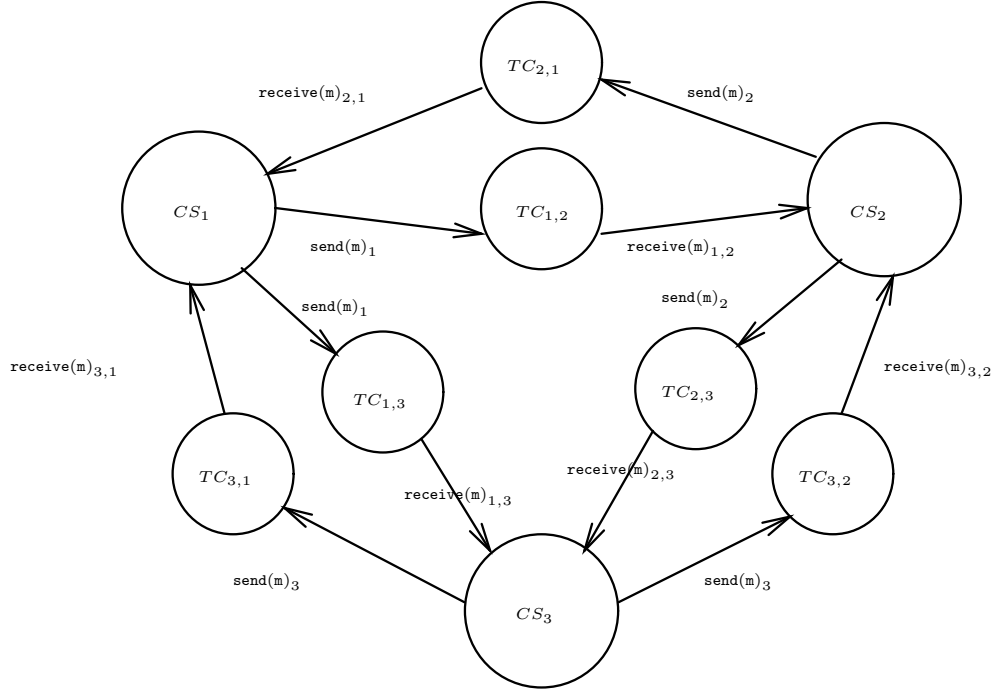 TC2,1
receive(m)2,1
send(m)2
CS1
TC1,2
CS2
send(m)1
receive(m)1,2
send(m)1
send(m)2
receive(m)3,1
receive(m)3,2
TC1,3
TC2,3
receive(m)2,3
TC3,1
TC3,2
receive(m)1,3
send(m)3
send(m)3
CS3